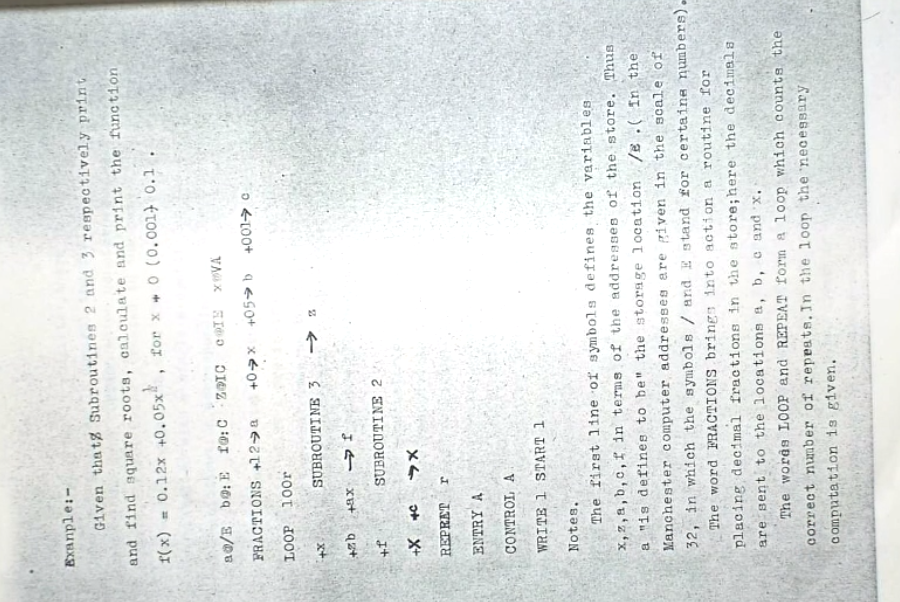 Example:-
Given that Subroutines 2 and 3 respectively print
and find square roots, calculate and print the function
f(x) = 0.12x +0.05x½ , for x = 0 (0.001) 0.1.
a@/E b@:E f@:C Z@IC c@IE x@VA
FRACTIONS +12→a +0→x +05→b +001→ c
LOOP 100r
+x SUBROUTINE 3 → z
+zb +ax → f
+f SUBROUTINE 2
+X +c →X
REPEET r
ENTRY A
CONTROL A
WRITE 1 START 1
Notes.
The first line of symbols defines the variables
x,z,a,b,c,f in terms of the addresses of the store. Thus
a "is defines to be" the storage location /E .( In the
Manchester computer addresses are given in the scale of
32, in which the symbols / and E stand for certaine numbers).
The word FRACTIONS brings into action a routine for
placing decimal fractions in the store;here the decimals
are sent to the locations a, b, c and x.
The words LOOP and REPEAT form a loop which counts the
correct number of repeats.In the loop the necessary
computation is given.